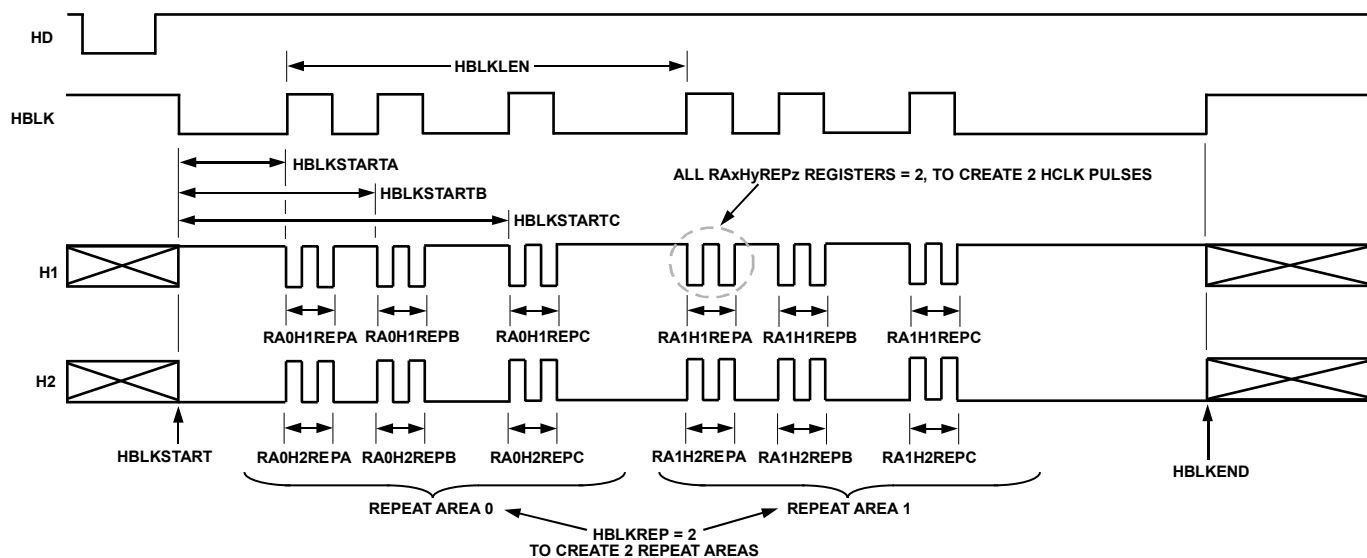 HD
HBLKLEN
HBLK
HBLKSTARTA
HBLKSTARTB
HBLKSTARTC
ALL RAxHyREPz REGISTERS = 2, TO CREATE 2 HCLK PULSES
H1
RA0H1REPA
RA0H1REPB
RA0H1REPC
RA1H1REPA
RA1H1REPB
RA1H1REPC
H2
HBLKSTART
RA0H2REPA
RA0H2REPB
RA0H2REPC
RA1H2REPA
RA1H2REPB
RA1H2REPC
HBLKEND
REPEAT AREA 0
REPEAT AREA 1
HBLKREP = 2
TO CREATE 2 REPEAT AREAS